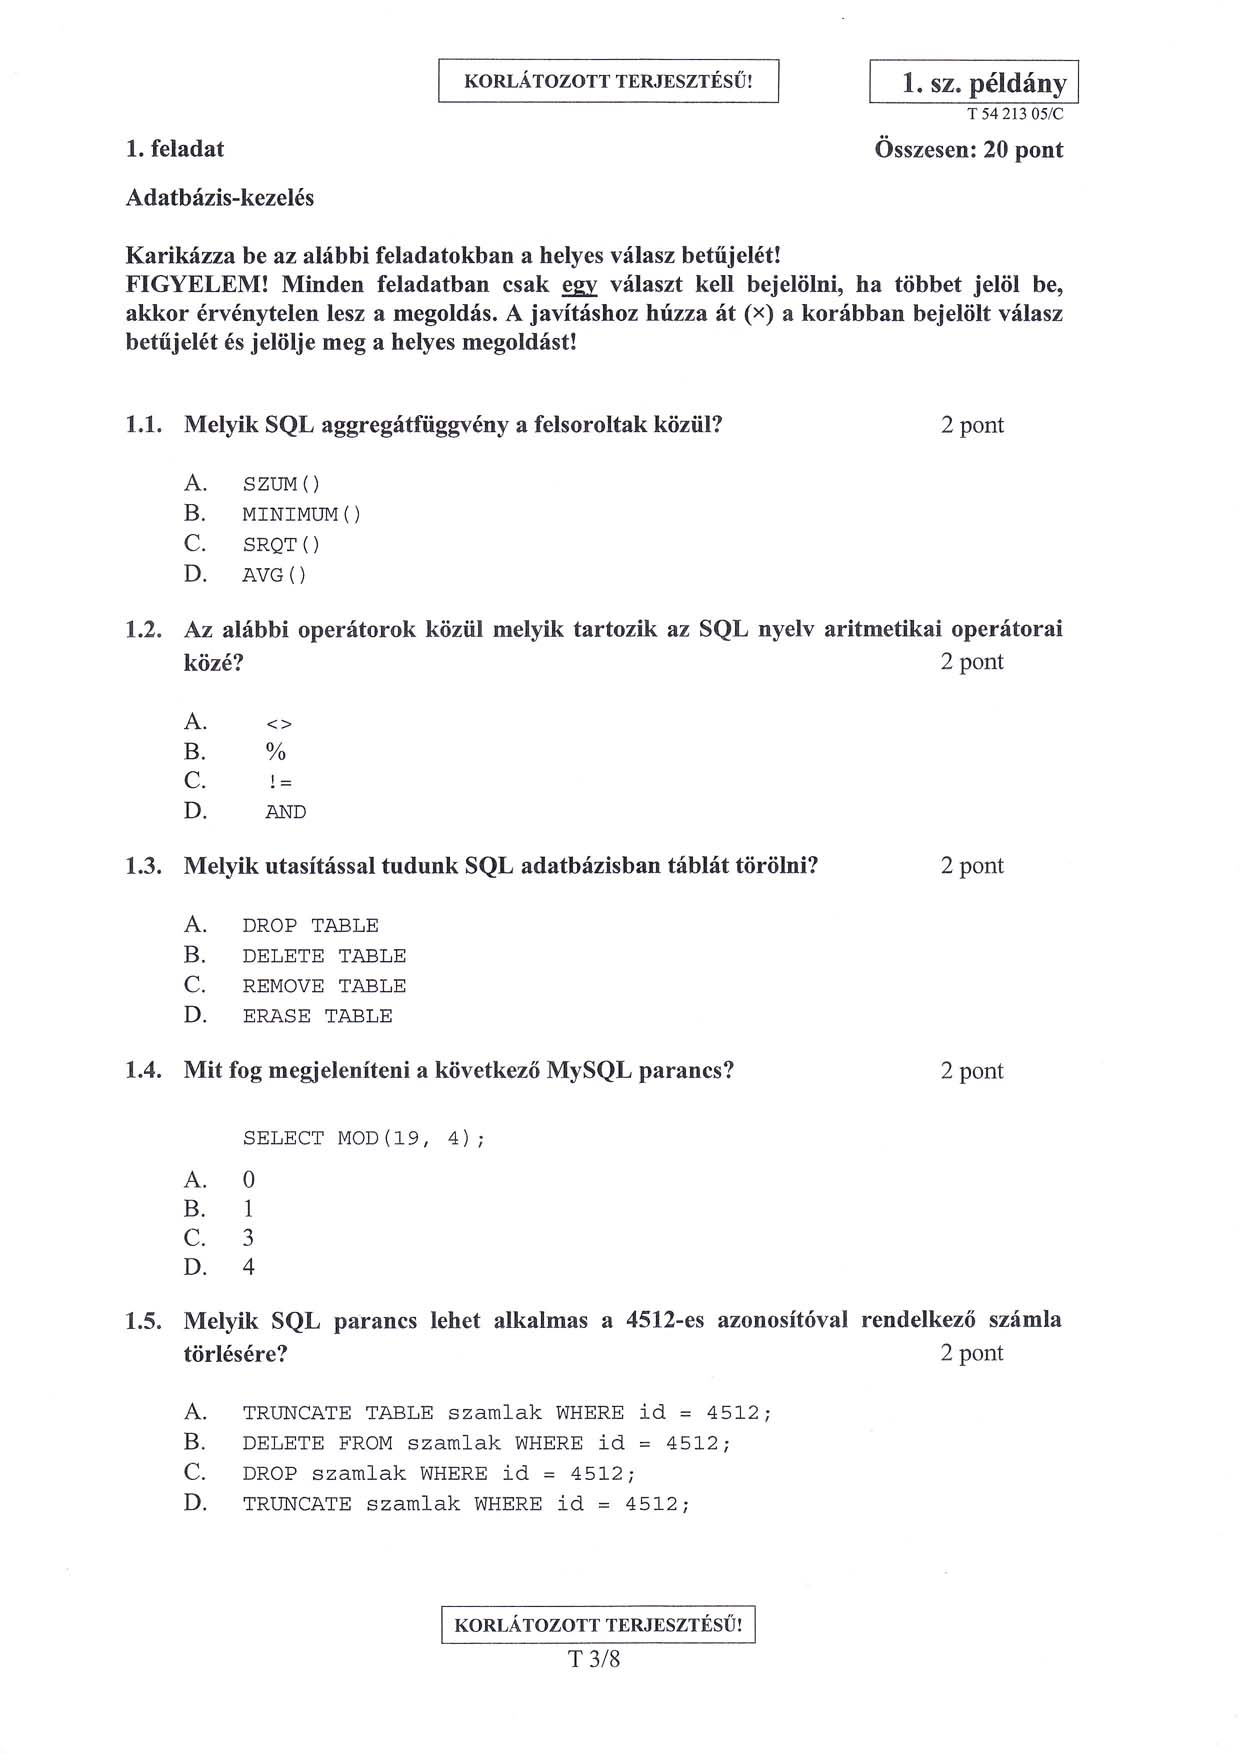 KORLÁTOZOTT TERJESZTÉSŰ!
1. sz. példány
T 54 213 05/C
1. feladat Összesen: 20 pont
Adatbázis-kezelés
Karikázza be az alábbi feladatokban a helyes válasz betűjelét!
FIGYELEM! Minden feladatban csak egy választ kell bejelölni, ha többet jelöl be,
akkor érvénytelen lesz a megoldás. A javításhoz húzza át (×) a korábban bejelölt válasz
betűjelét és jelölje meg a helyes megoldást!
1.1. Melyik SQL aggregátfüggvény a felsoroltak közül? 2 pont
A. SZUM()
B. MINIMUM()
C. SRQT()
D. AVG()
1.2. Az alábbi operátorok közül melyik tartozik az SQL nyelv aritmetikai operátorai
közé? 2 pont
A. <>
B. %
C. !=
D. AND
1.3. Melyik utasítással tudunk SQL adatbázisban táblát törölni? 2 pont
A. DROP TABLE
B. DELETE TABLE
C. REMOVE TABLE
D. ERASE TABLE
1.4. Mit fog megjeleníteni a következő MySQL parancs? 2 pont
SELECT MOD(19, 4);
A. 0
B. 1
C. 3
D. 4
1.5. Melyik SQL parancs lehet alkalmas a 4512-es azonosítóval rendelkező számla
törlésére? 2 pont
A. TRUNCATE TABLE szamlak WHERE id = 4512;
B. DELETE FROM szamlak WHERE id = 4512;
C. DROP szamlak WHERE id = 4512;
D. TRUNCATE szamlak WHERE id = 4512;
KORLÁTOZOTT TERJESZTÉSŰ!
T 3/8